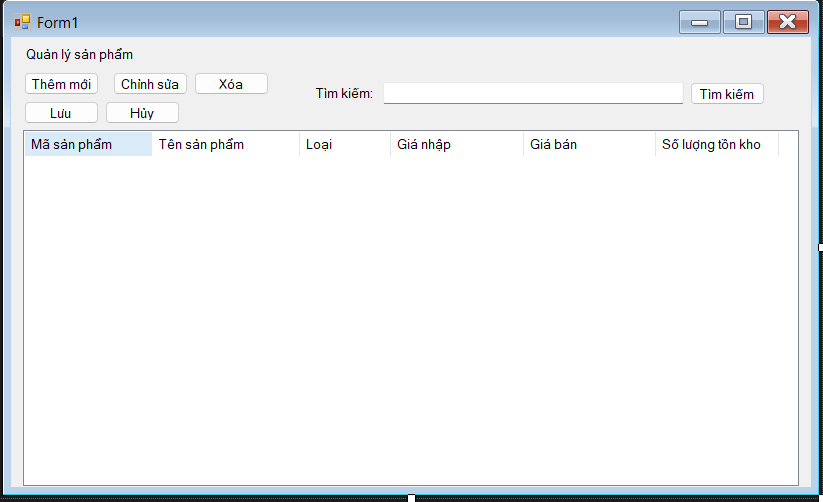 Form1
Quản lý sản phẩm
Thêm mới Chỉnh sửa Xóa
Tìm kiếm: Tìm kiếm
Lưu Hủy
Mã sản phẩm Tên sản phẩm Loại Giá nhập Giá bán Số lượng tồn kho